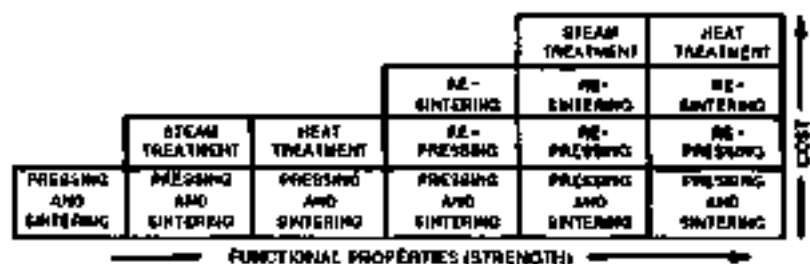 STEAM TREATMENT HEAT TREATMENT
RE-SINTERING RE-SINTERING RE-SINTERING
STEAM TREATMENT HEAT TREATMENT RE-PRESSING RE-PRESSING RE-PRESSING
PRESSING AND SINTERING PRESSING AND SINTERING PRESSING AND SINTERING PRESSING AND SINTERING PRESSING AND SINTERING PRESSING AND SINTERING
COST
FUNCTIONAL PROPERTIES (STRENGTH)